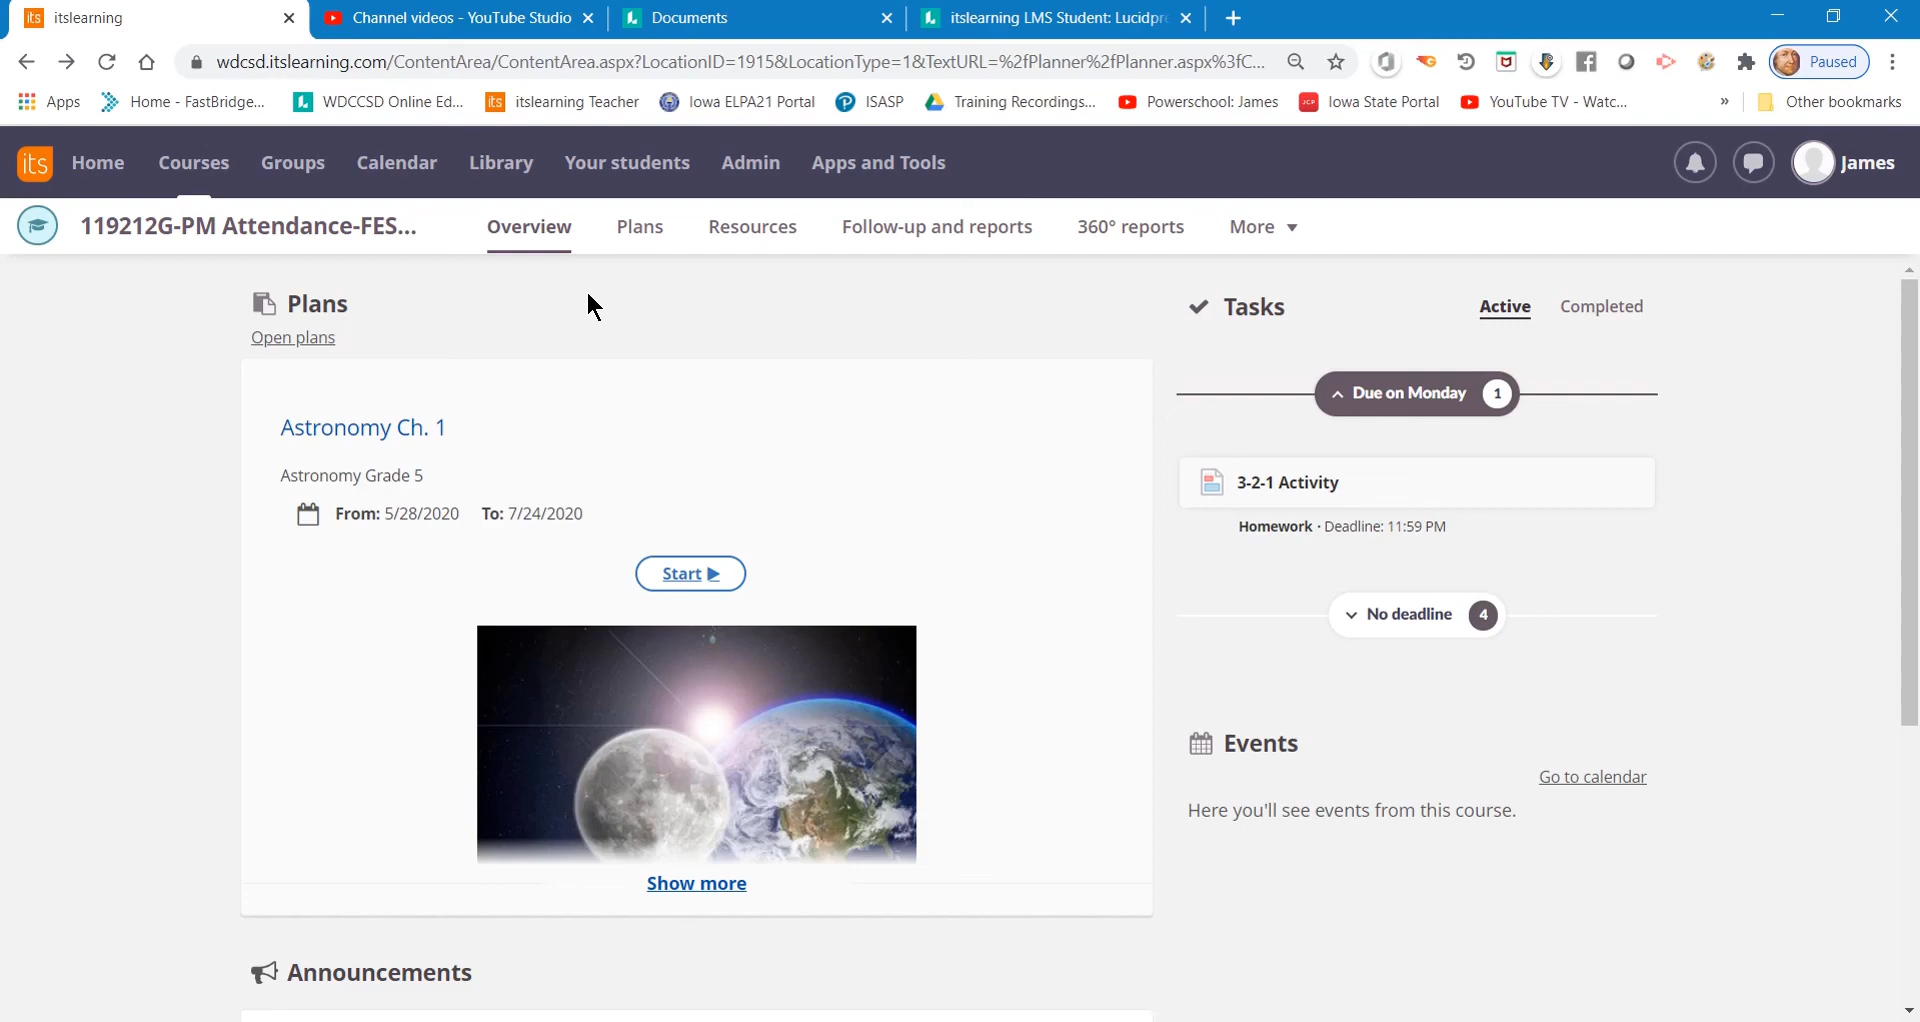 its itslearning
Channel videos - YouTube Studio
Documents
itslearning LMS Student: Lucidpre
wdcsd.itslearning.com/ContentArea/ContentArea.aspx?LocationID=1915&LocationType=1&TextURL=%2fPlanner%2fPlanner.aspx%3fC...
Paused
Apps
Home - FastBridge...
WDCCSD Online Ed...
its itslearning Teacher
Iowa ELPA21 Portal
ISASP
Training Recordings...
Powerschool: James
JCP Iowa State Portal
YouTube TV - Watc...
»
Other bookmarks
its Home Courses Groups Calendar Library Your students Admin Apps and Tools James
119212G-PM Attendance-FES... Overview Plans Resources Follow-up and reports 360° reports More
Plans
Open plans
Astronomy Ch. 1
Astronomy Grade 5
From: 5/28/2020 To: 7/24/2020
Start
Show more
Announcements
Tasks Active Completed
Due on Monday 1
3-2-1 Activity
Homework · Deadline: 11:59 PM
No deadline 4
Events
Go to calendar
Here you'll see events from this course.